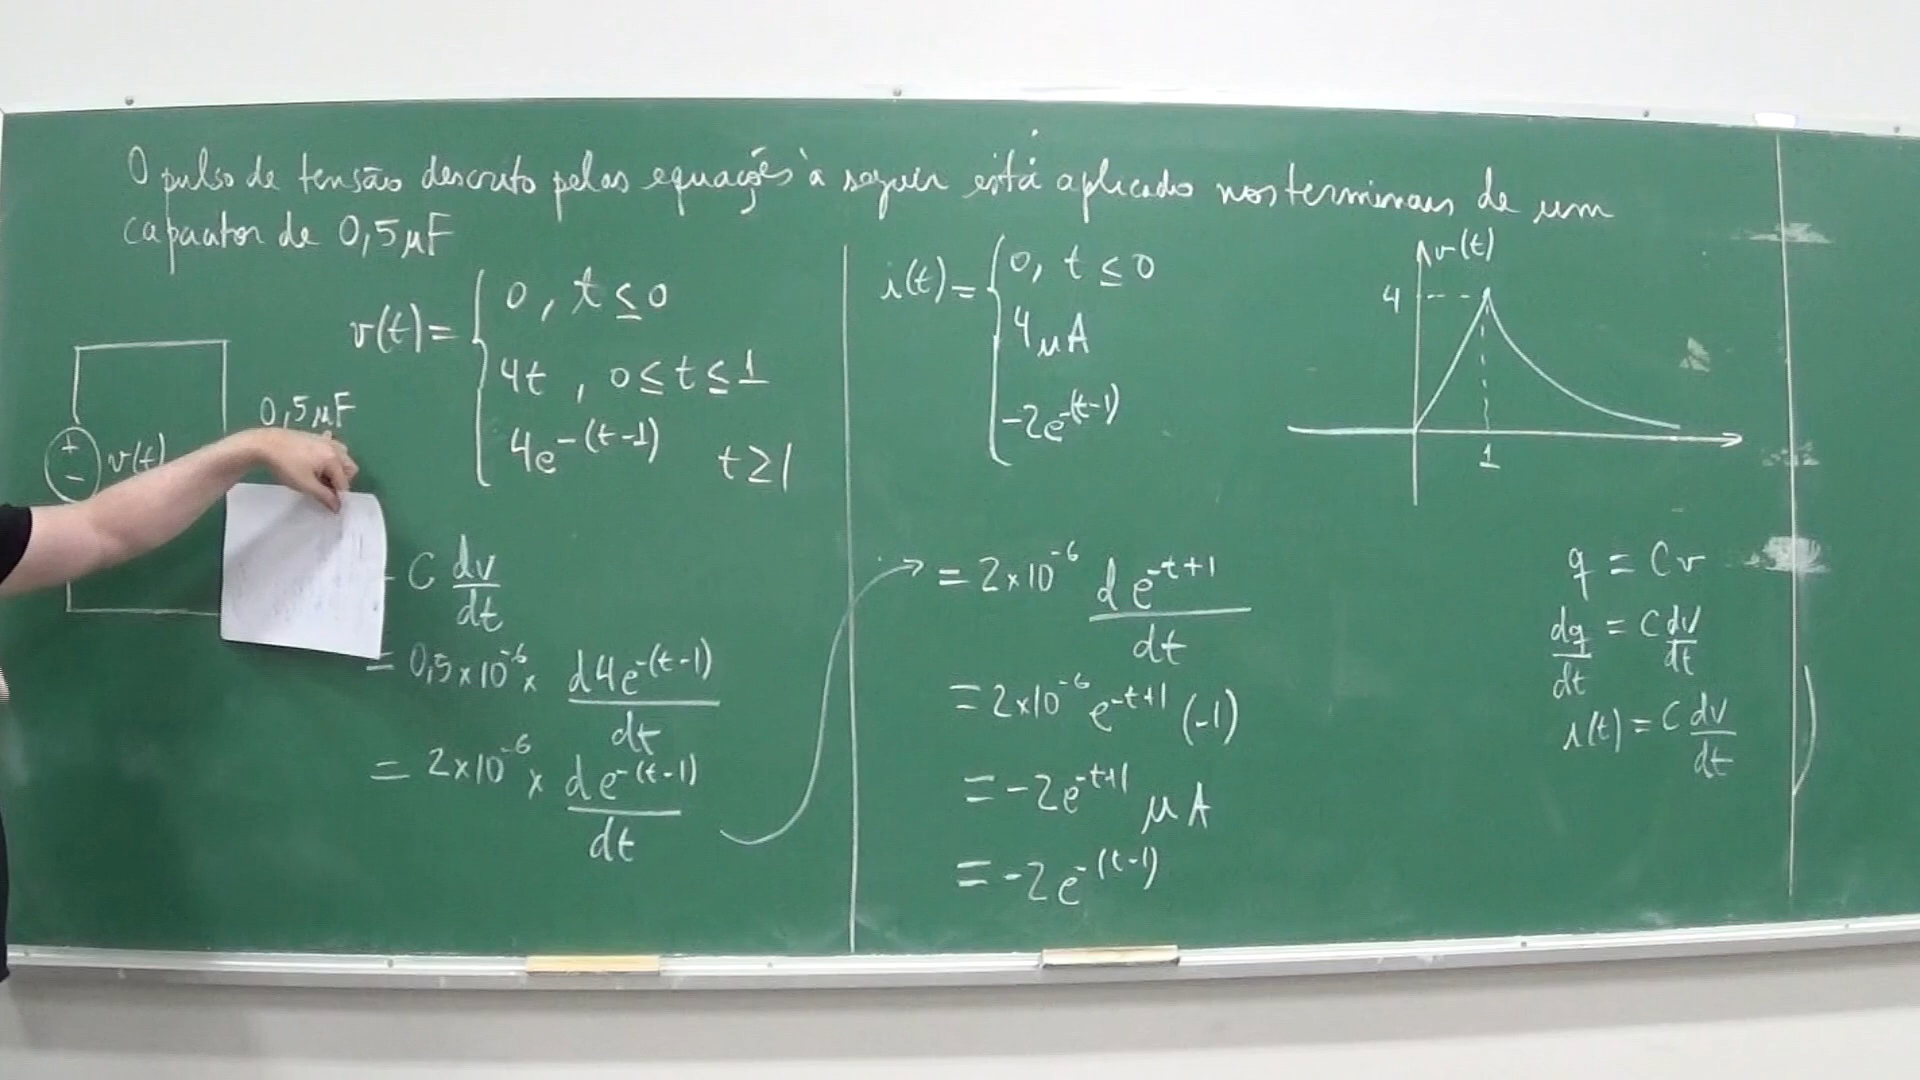 O pulso de tensão descrito pelas equações à seguir está aplicado nos terminais de um
capacitor de 0,5μF
v(t)= { 0 , t ≤ 0
4t , 0 ≤ t ≤ 1
4e^-(t-1) t ≥ 1
0,5μF
+
-
v(t)
C dv/dt
= 0,5×10^-6 × d4e^-(t-1)/dt
= 2×10^-6 × de^-(t-1)/dt
i(t)= { 0, t ≤ 0
4μA
-2e^-(t-1)
= 2×10^-6 de^-t+1/dt
= 2×10^-6 e^-t+1 (-1)
= -2e^-t+1 μA
= -2e^-(t-1)
v(t)
4
1
q = Cv
dq/dt = C dv/dt
i(t) = C dv/dt